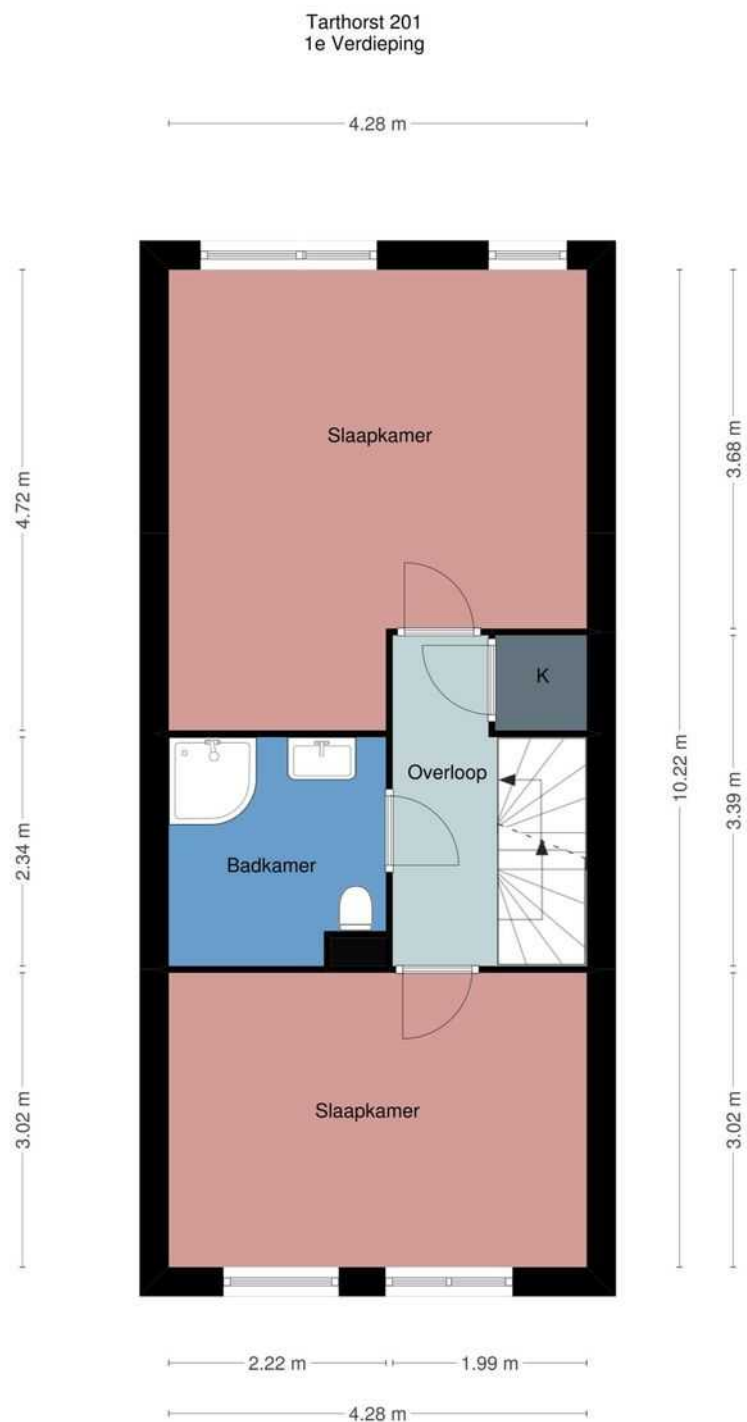 Tarthorst 201
1e Verdieping
4.28 m
Slaapkamer
4.72 m
3.68 m
K
Overloop
10.22 m
3.39 m
2.34 m
Badkamer
Slaapkamer
3.02 m
3.02 m
2.22 m
1.99 m
4.28 m